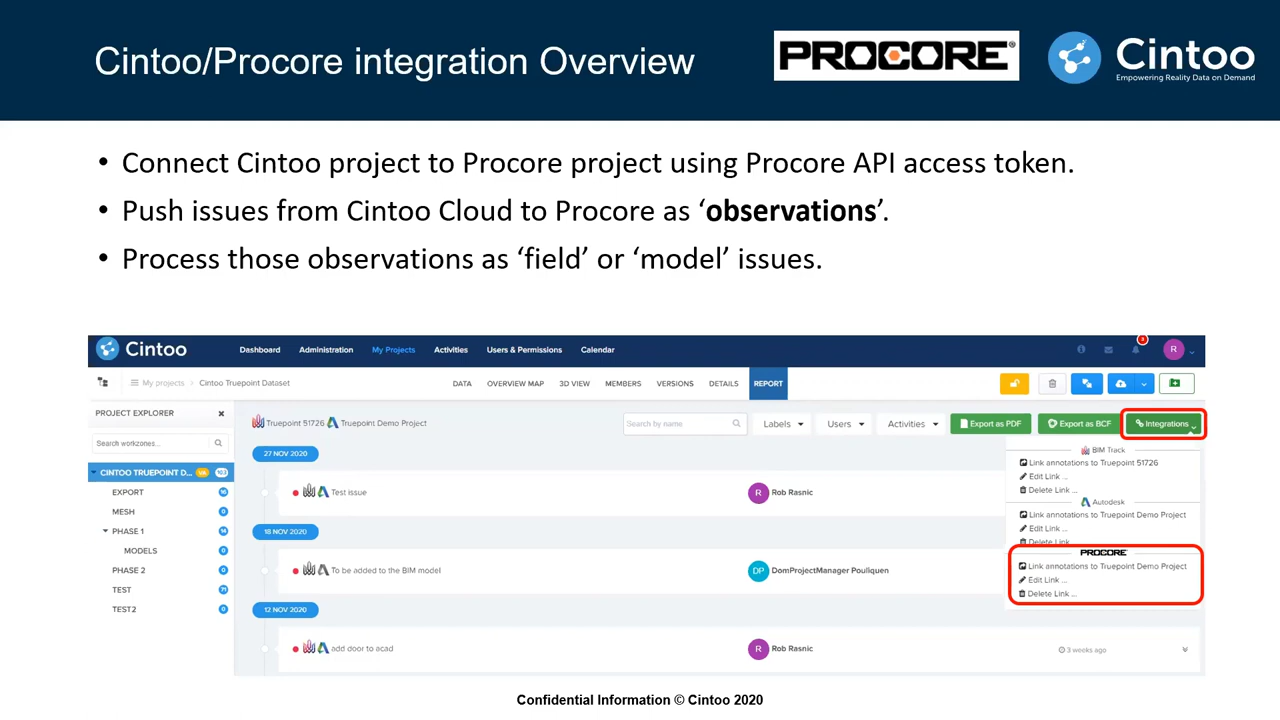 Cintoo/Procore integration Overview
PROCORE®
Cintoo
Empowering Reality Data on Demand
• Connect Cintoo project to Procore project using Procore API access token.
• Push issues from Cintoo Cloud to Procore as ‘observations’.
• Process those observations as ‘field’ or ‘model’ issues.
Cintoo Dashboard Administration My Projects Activities Users & Permissions Calendar 3 R
My projects > Cintoo Truepoint Dataset DATA OVERVIEW MAP 3D VIEW MEMBERS VERSIONS DETAILS REPORT
PROJECT EXPLORER x
Truepoint 51726 Truepoint Demo Project Search by name Labels Users Activities Export as PDF Export as BCF Integrations
Search workzones...
BIM Track
Link annotations to Truepoint 51726
Edit Link ...
Delete Link ...
Autodesk
Link annotations to Truepoint Demo Project
Edit Link ...
Delete Link ...
PROCORE
Link annotations to Truepoint Demo Project
Edit Link ...
Delete Link ...
CINTOO TRUEPOINT D...
EXPORT
MESH 0
PHASE 1
MODELS 0
PHASE 2 0
TEST 71
TEST2 0
27 NOV 2020
Test issue R Rob Rasnic
18 NOV 2020
To be added to the BIM model DP DomProjectManager Pouliquen
12 NOV 2020
add door to acad R Rob Rasnic 3 weeks ago
Confidential Information © Cintoo 2020